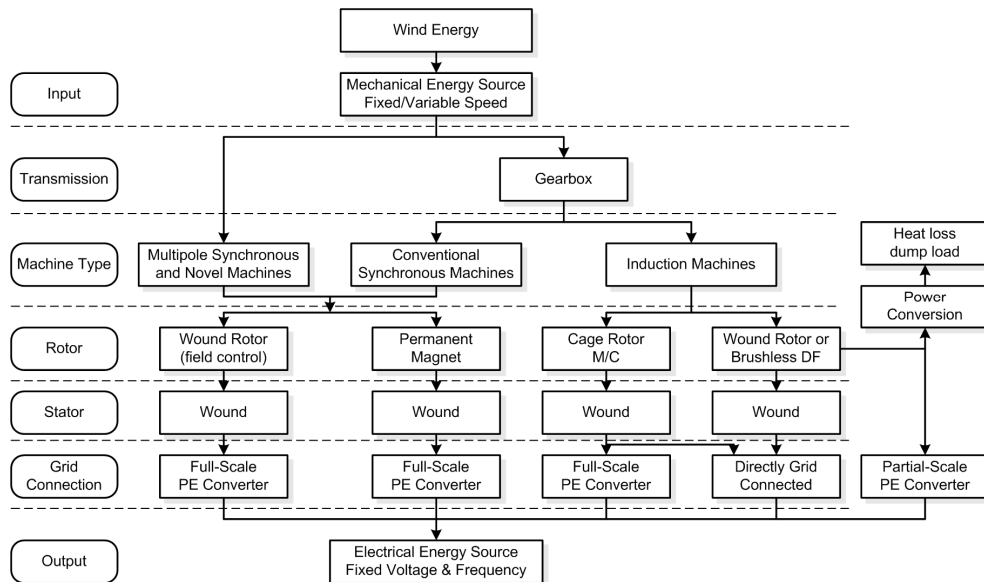 Wind Energy
Input
Mechanical Energy Source
Fixed/Variable Speed
Transmission
Gearbox
Machine Type
Multipole Synchronous
and Novel Machines
Conventional
Synchronous Machines
Induction Machines
Heat loss
dump load
Power
Conversion
Rotor
Wound Rotor
(field control)
Permanent
Magnet
Cage Rotor
M/C
Wound Rotor or
Brushless DF
Stator
Wound
Wound
Wound
Wound
Grid
Connection
Full-Scale
PE Converter
Full-Scale
PE Converter
Full-Scale
PE Converter
Directly Grid
Connected
Partial-Scale
PE Converter
Output
Electrical Energy Source
Fixed Voltage & Frequency